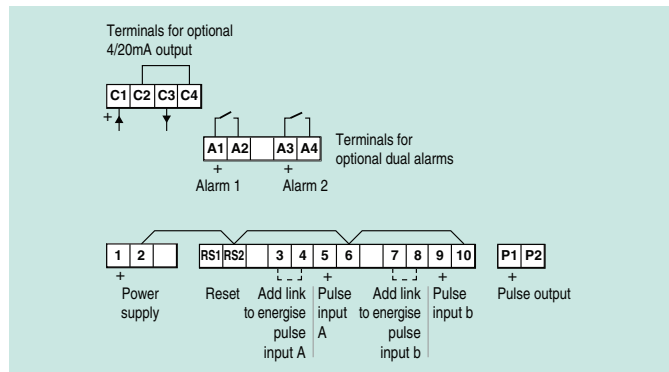 Terminals for optional
4/20mA output
C1 C2 C3 C4
+
A1 A2 A3 A4
+ +
Alarm 1 Alarm 2
Terminals for
optional dual alarms
1 2 RS1 RS2 3 4 5 6 7 8 9 10 P1 P2
+ + + +
Power
supply
Reset
Add link
to energise
pulse
input A
Pulse
input
A
Add link
to energise
pulse
input b
Pulse
input b
Pulse output